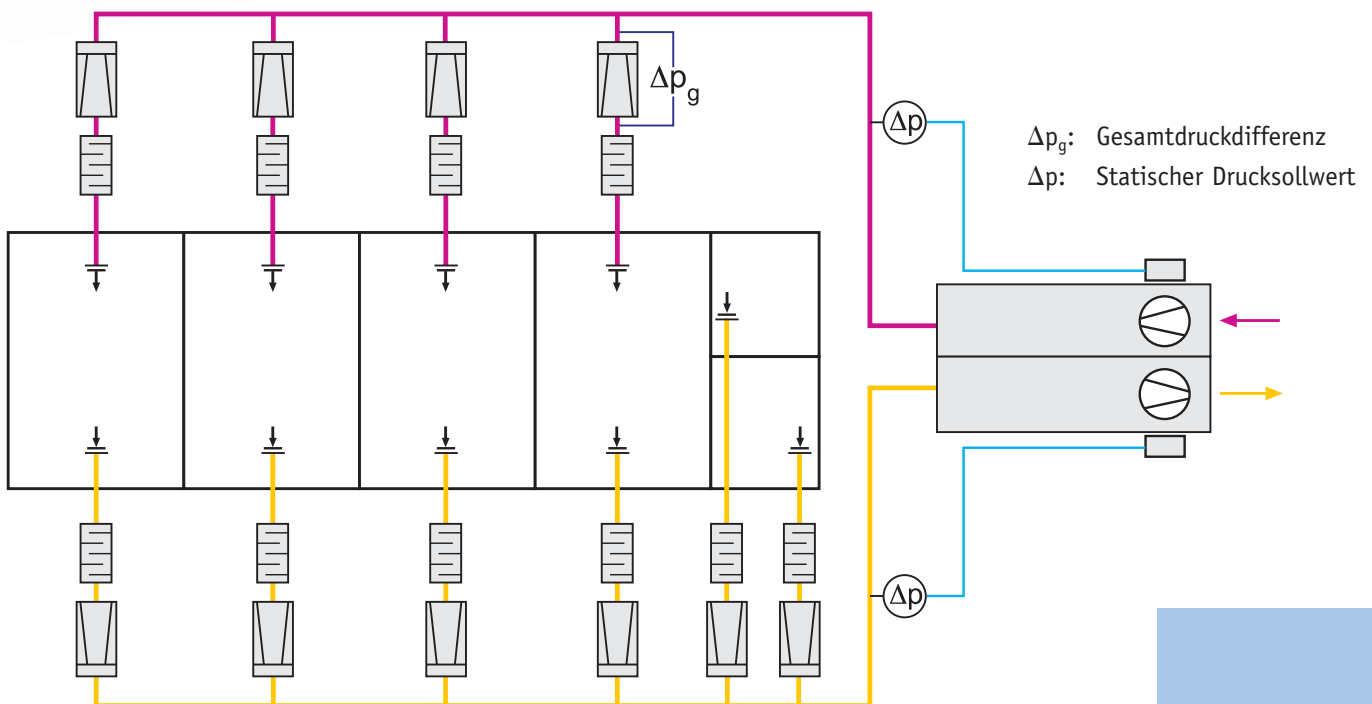 Δpg
Δp
Δpg: Gesamtdruckdifferenz
Δp: Statischer Drucksollwert
Δp